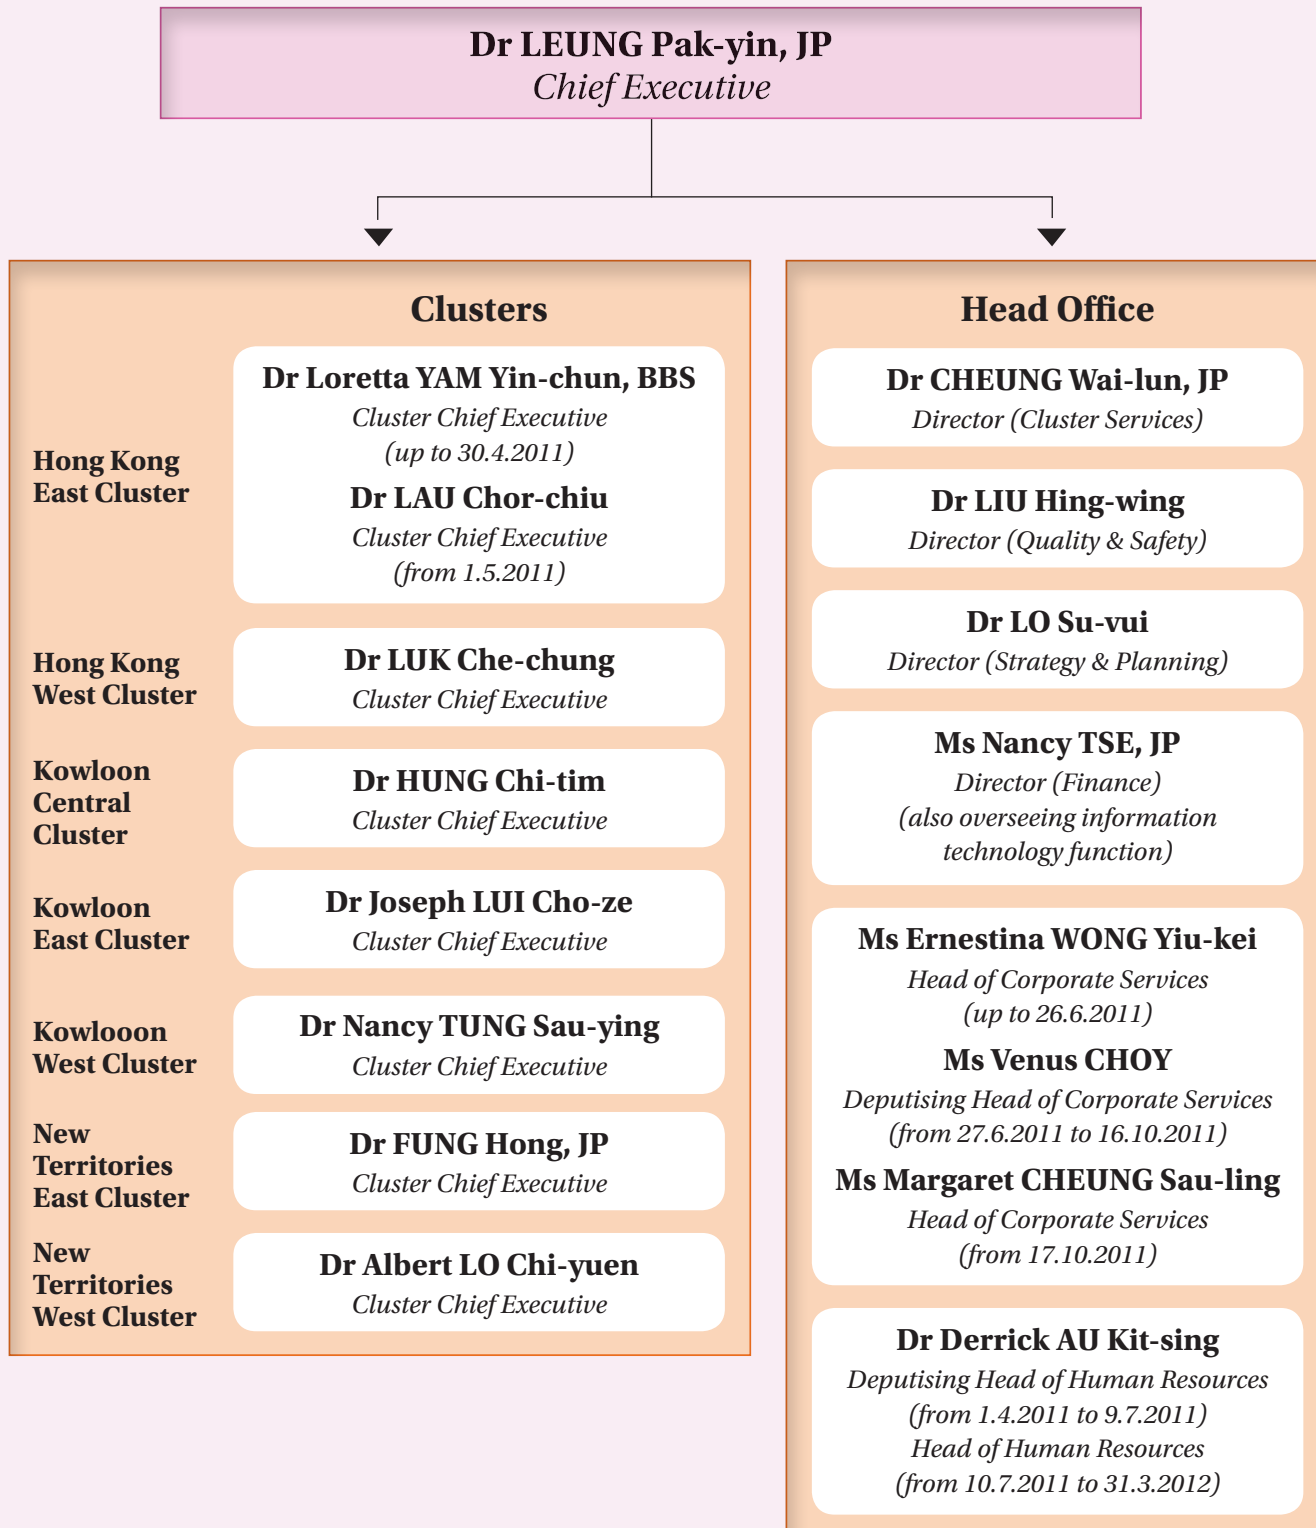 Dr LEUNG Pak-yin, JP
Chief Executive
Clusters
Hong Kong
East Cluster
Dr Loretta YAM Yin-chun, BBS
Cluster Chief Executive
(up to 30.4.2011)
Dr LAU Chor-chiu
Cluster Chief Executive
(from 1.5.2011)
Hong Kong
West Cluster
Dr LUK Che-chung
Cluster Chief Executive
Kowloon
Central
Cluster
Dr HUNG Chi-tim
Cluster Chief Executive
Kowloon
East Cluster
Dr Joseph LUI Cho-ze
Cluster Chief Executive
Kowlooon
West Cluster
Dr Nancy TUNG Sau-ying
Cluster Chief Executive
New
Territories
East Cluster
Dr FUNG Hong, JP
Cluster Chief Executive
New
Territories
West Cluster
Dr Albert LO Chi-yuen
Cluster Chief Executive
Head Office
Dr CHEUNG Wai-lun, JP
Director (Cluster Services)
Dr LIU Hing-wing
Director (Quality & Safety)
Dr LO Su-vui
Director (Strategy & Planning)
Ms Nancy TSE, JP
Director (Finance)
(also overseeing information
technology function)
Ms Ernestina WONG Yiu-kei
Head of Corporate Services
(up to 26.6.2011)
Ms Venus CHOY
Deputising Head of Corporate Services
(from 27.6.2011 to 16.10.2011)
Ms Margaret CHEUNG Sau-ling
Head of Corporate Services
(from 17.10.2011)
Dr Derrick AU Kit-sing
Deputising Head of Human Resources
(from 1.4.2011 to 9.7.2011)
Head of Human Resources
(from 10.7.2011 to 31.3.2012)